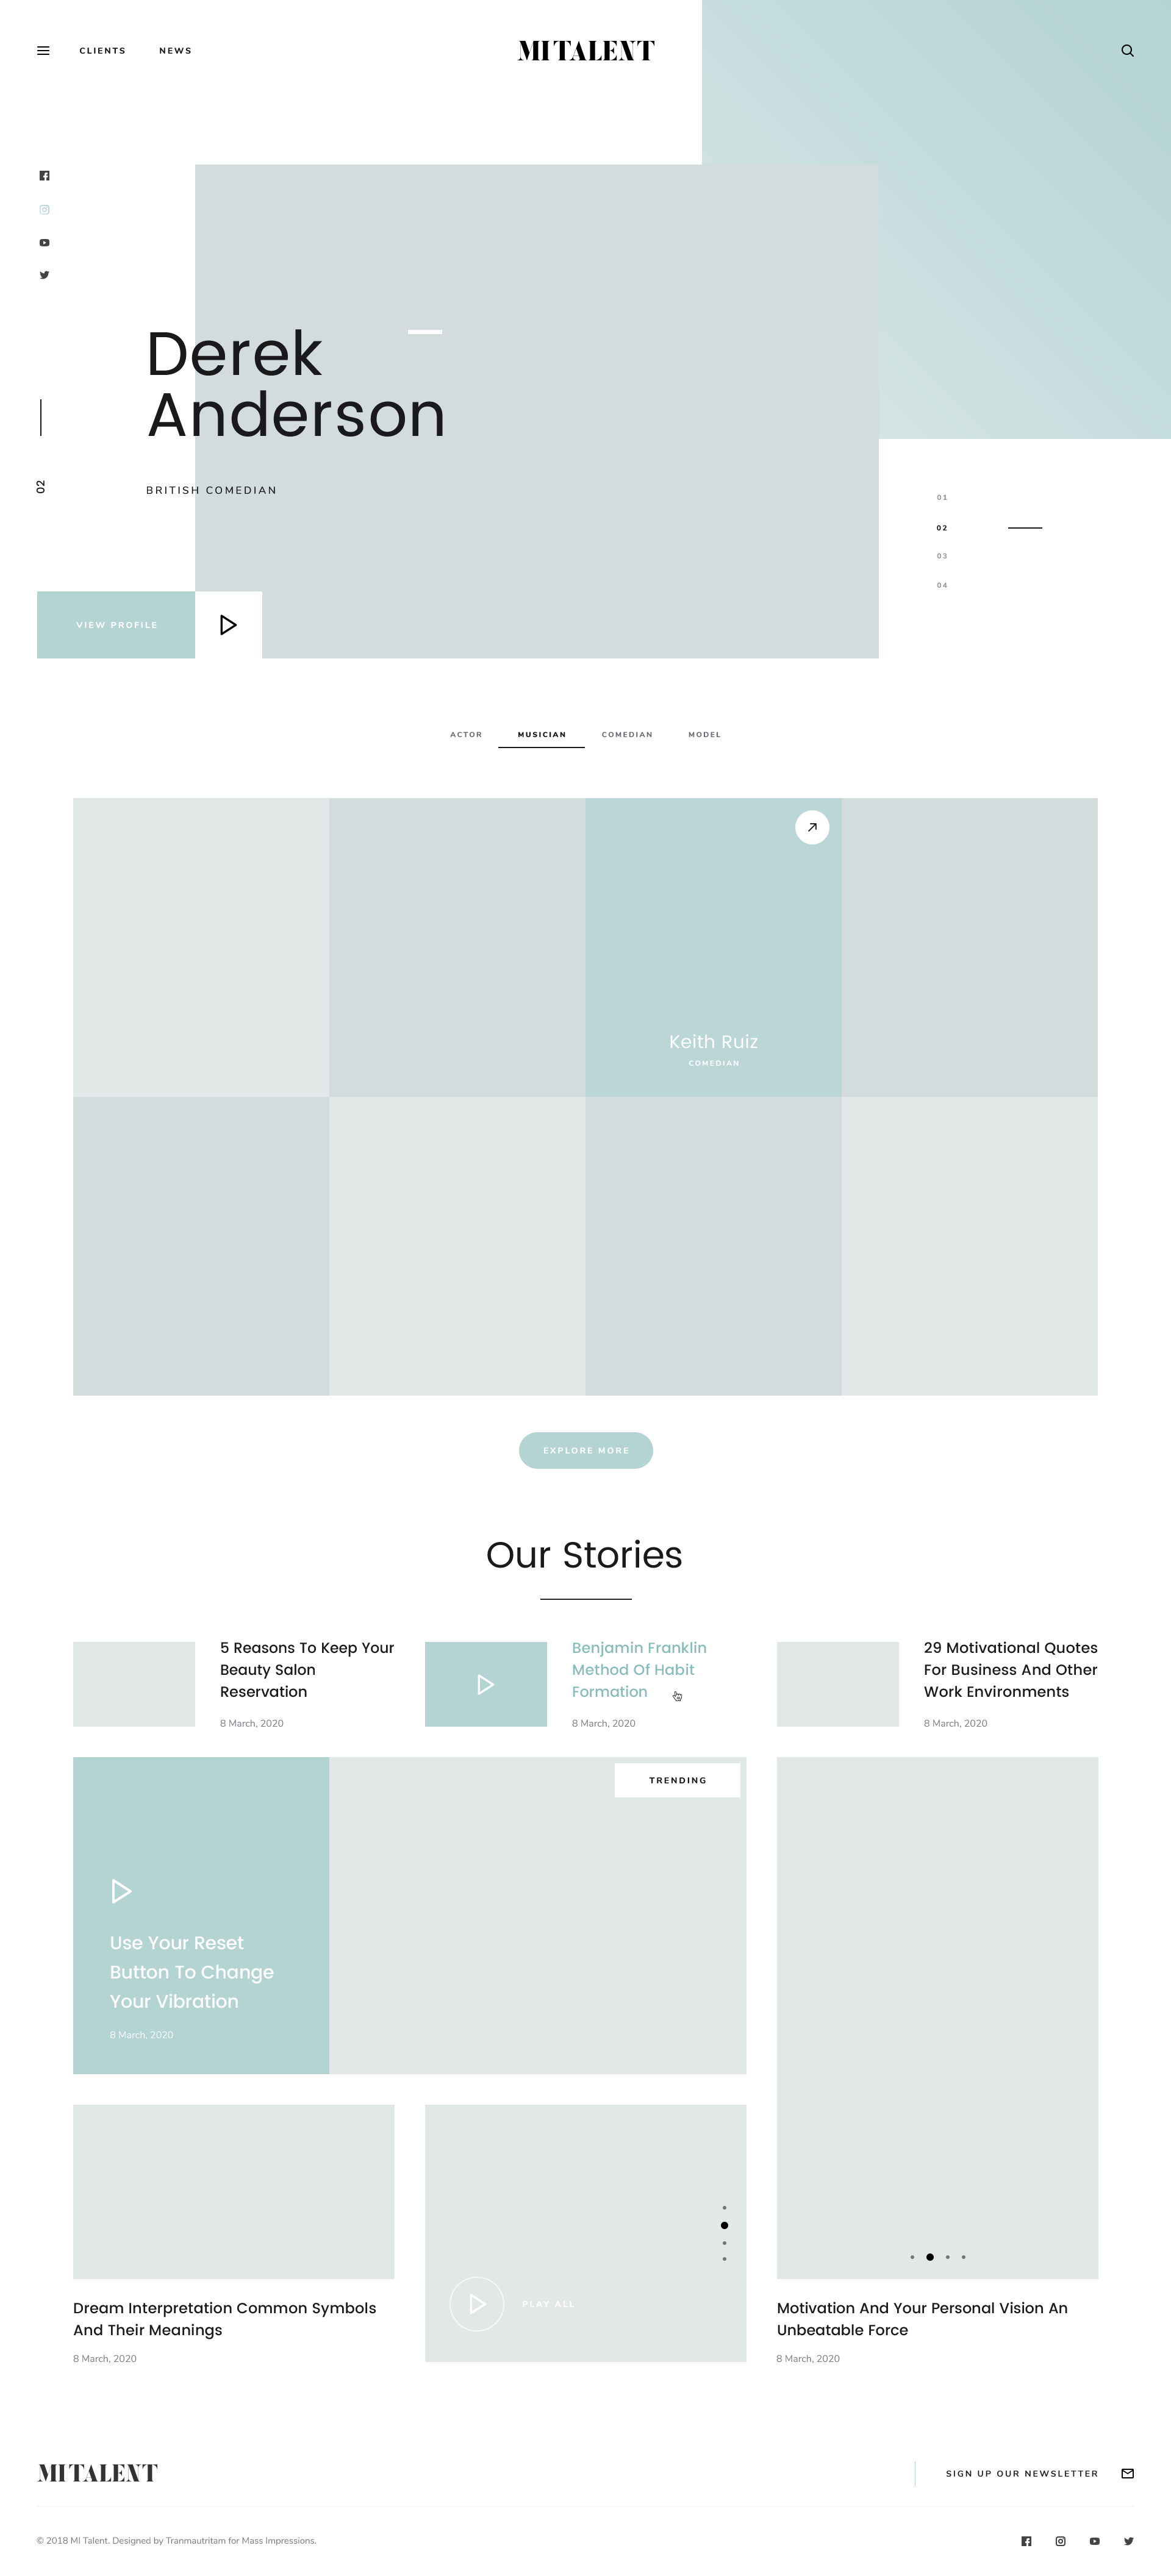 CLIENTS NEWS MI TALENT
Derek
Anderson
02
BRITISH COMEDIAN
01
02
03
04
VIEW PROFILE
ACTOR MUSICIAN COMEDIAN MODEL
Keith Ruiz
COMEDIAN
EXPLORE MORE
Our Stories
5 Reasons To Keep Your
Beauty Salon
Reservation
8 March, 2020
Benjamin Franklin
Method Of Habit
Formation
8 March, 2020
29 Motivational Quotes
For Business And Other
Work Environments
8 March, 2020
TRENDING
Use Your Reset
Button To Change
Your Vibration
8 March, 2020
PLAY ALL
Dream Interpretation Common Symbols
And Their Meanings
8 March, 2020
Motivation And Your Personal Vision An
Unbeatable Force
8 March, 2020
MI TALENT
SIGN UP OUR NEWSLETTER
© 2018 MI Talent. Designed by Tranmautritam for Mass Impressions.